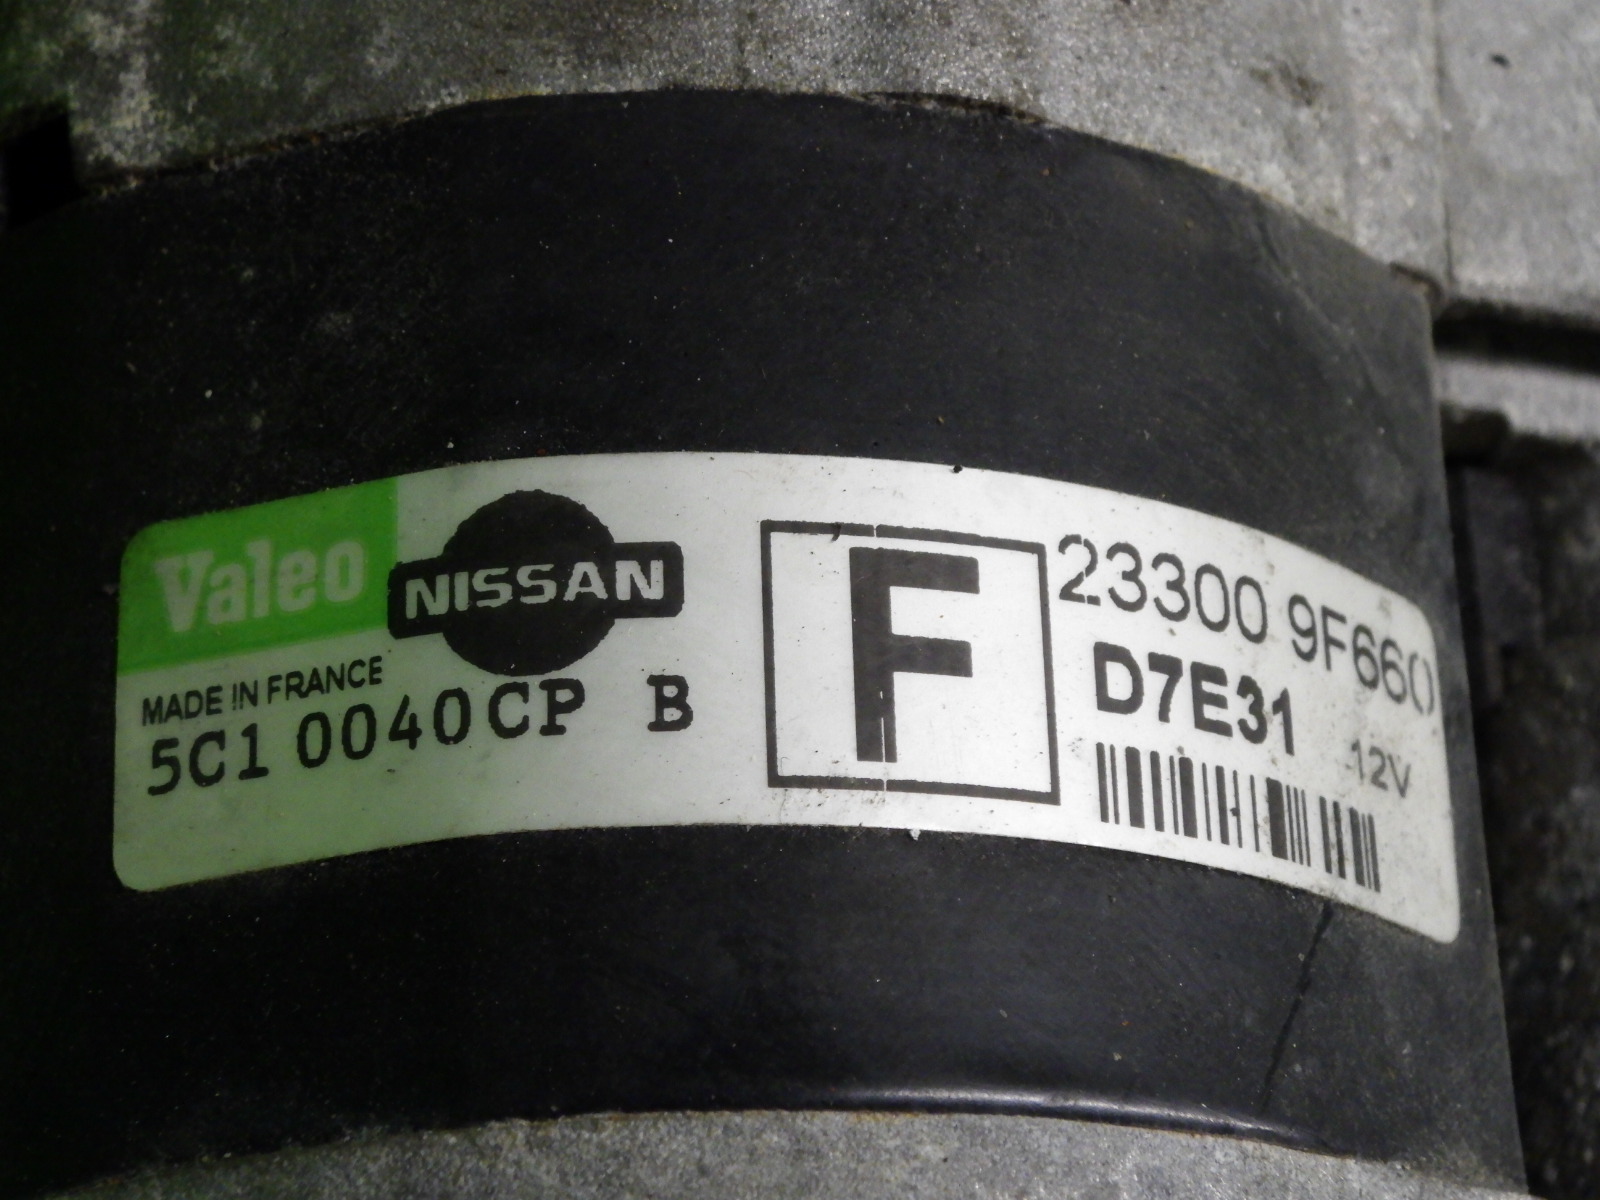 Valeo
NISSAN
MADE IN FRANCE
5C1 0040CP B
F
23300 9F660
D7E31
12V